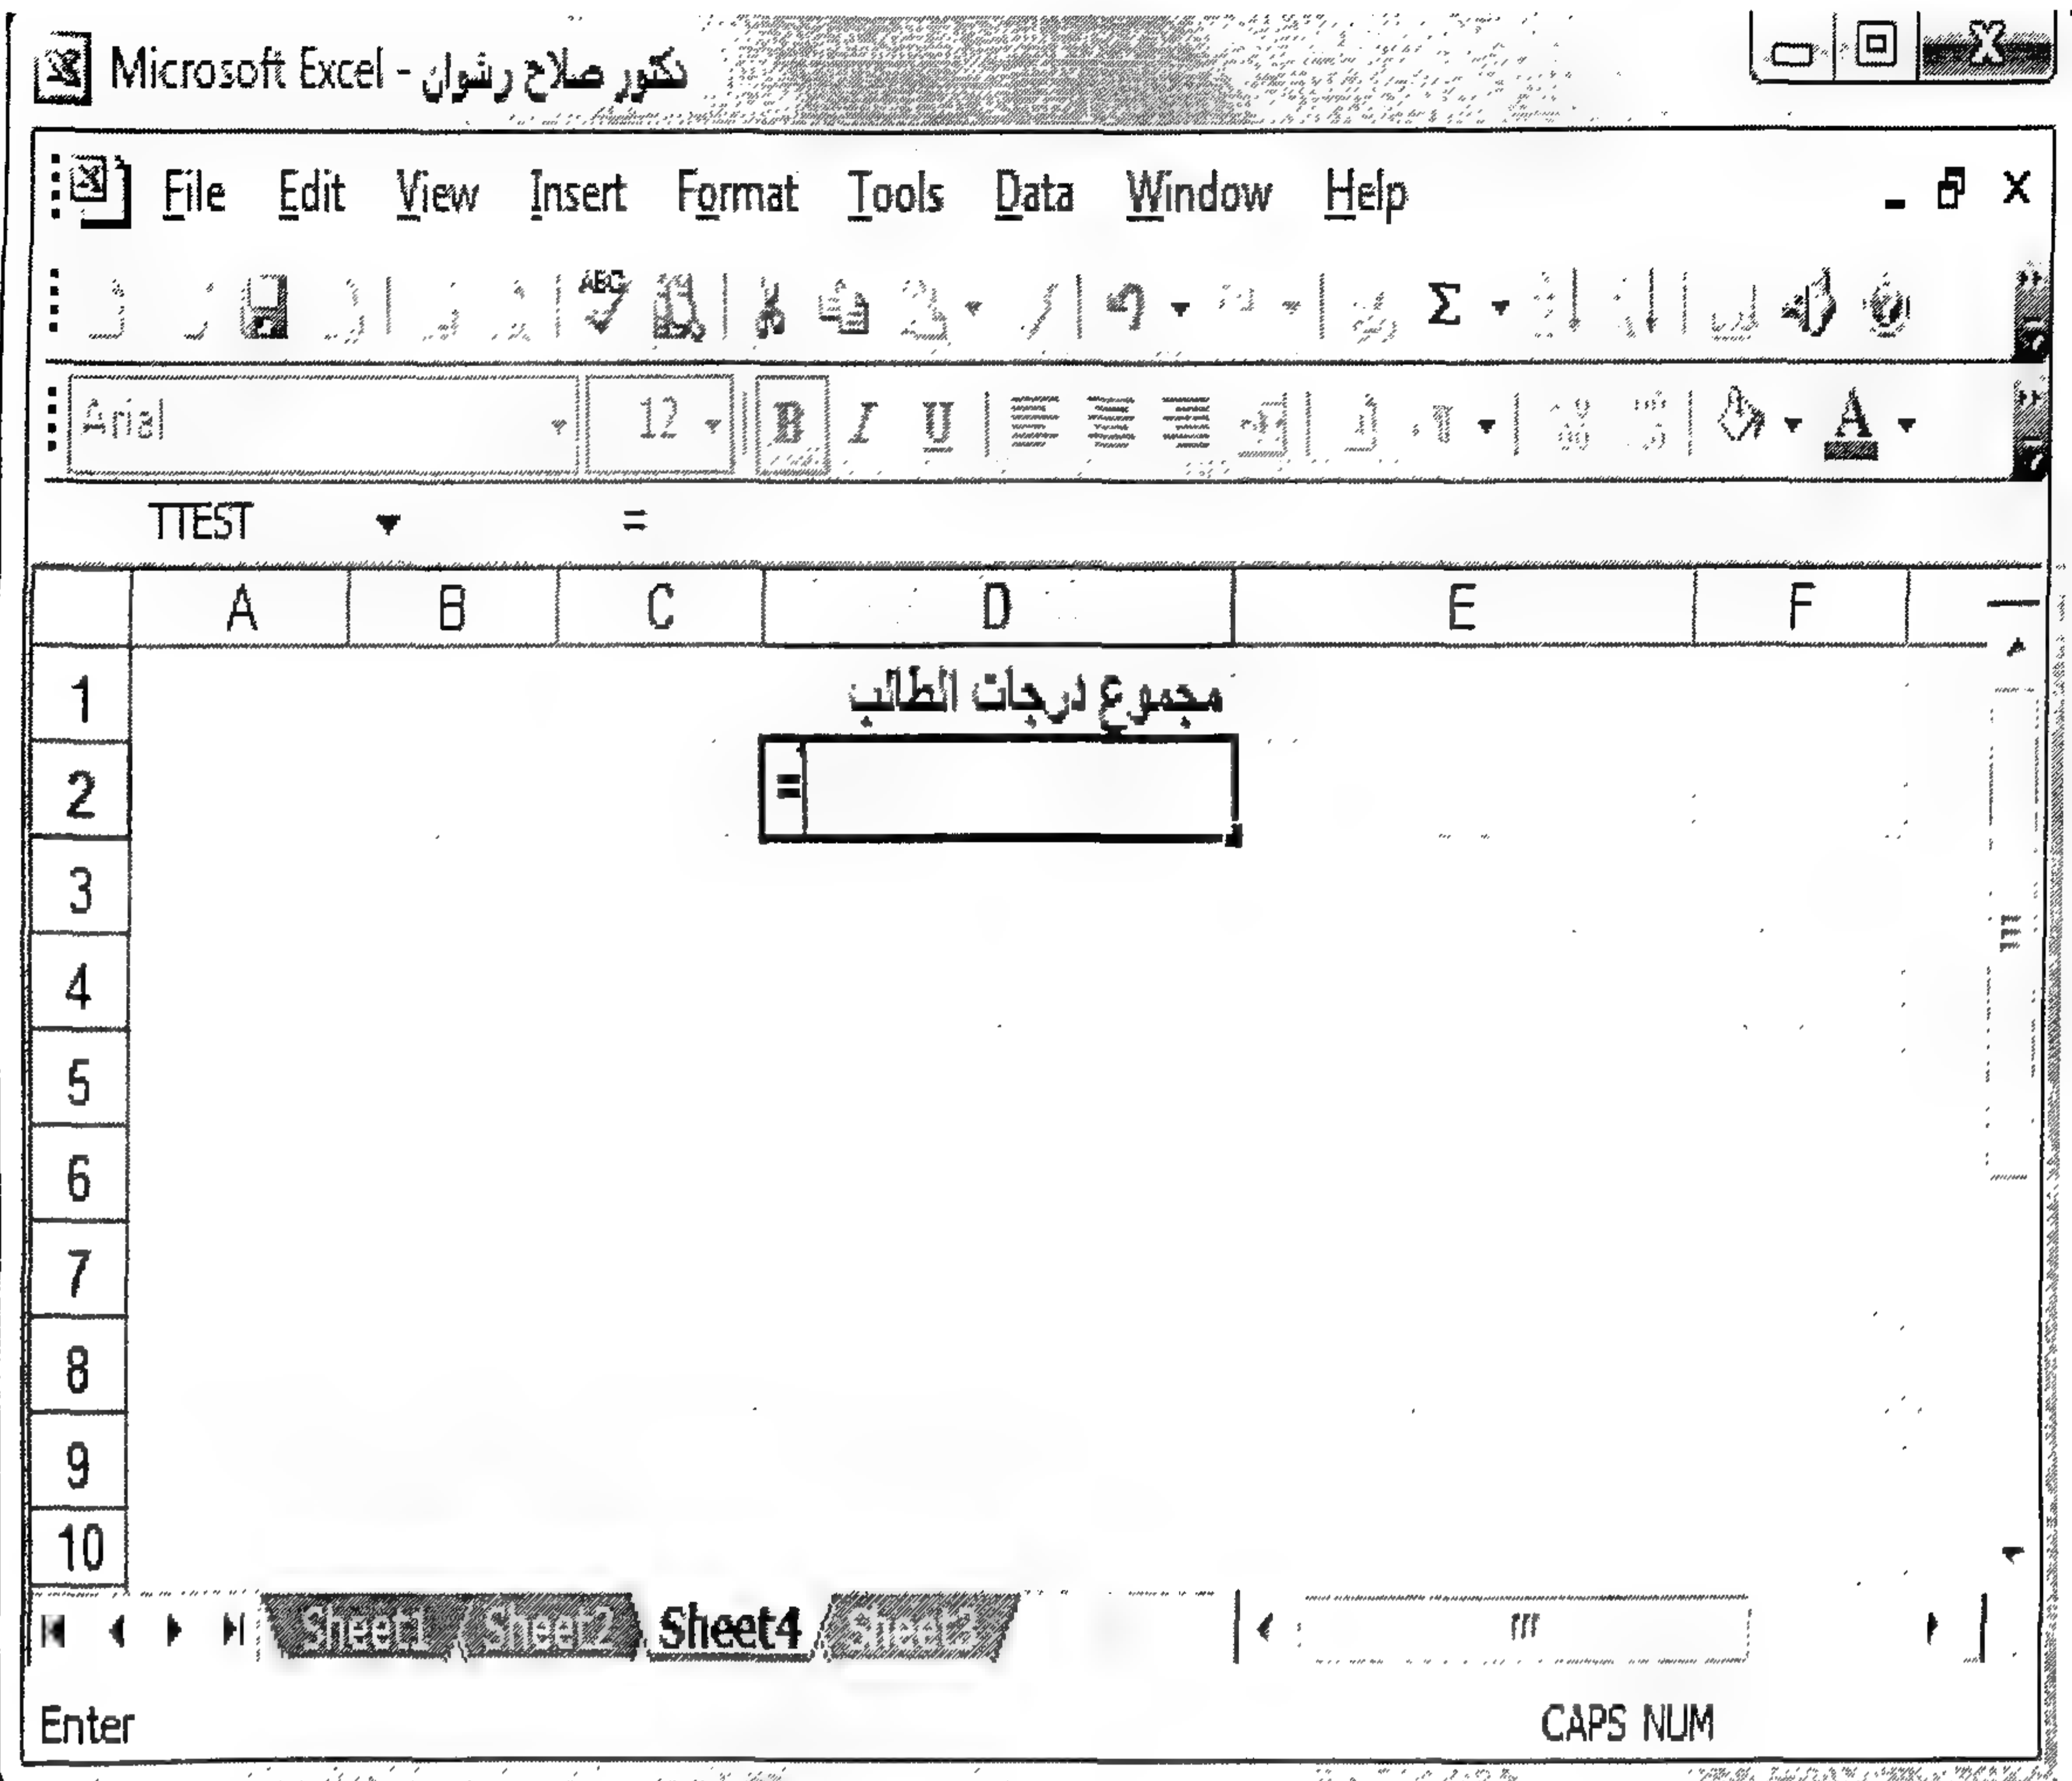 Microsoft Excel - دكتور صلاح رشوان
File Edit View Insert Format Tools Data Window Help
ABC Σ
Arial 12 B I U A
TTEST =
A B C D E F
1 مجموع درجات الطالب
2 =
3
4
5
6
7
8
9
10
Sheet1 Sheet2 Sheet4 Sheet3
Enter CAPS NUM